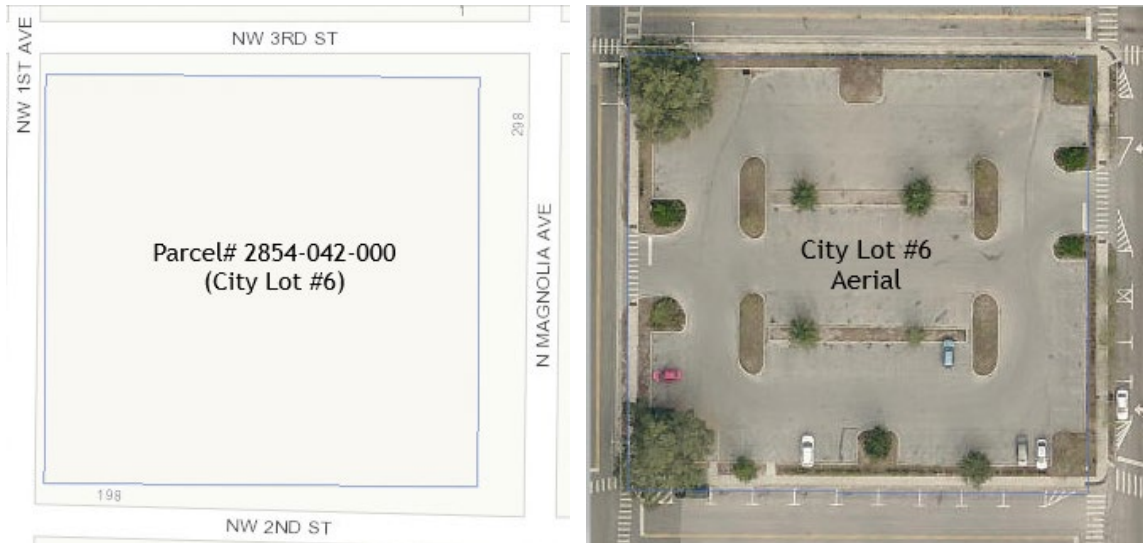 1
NW 3RD ST
NW 1ST AVE
298
Parcel# 2854-042-000
(City Lot #6)
N MAGNOLIA AVE
198
NW 2ND ST
City Lot #6
Aerial